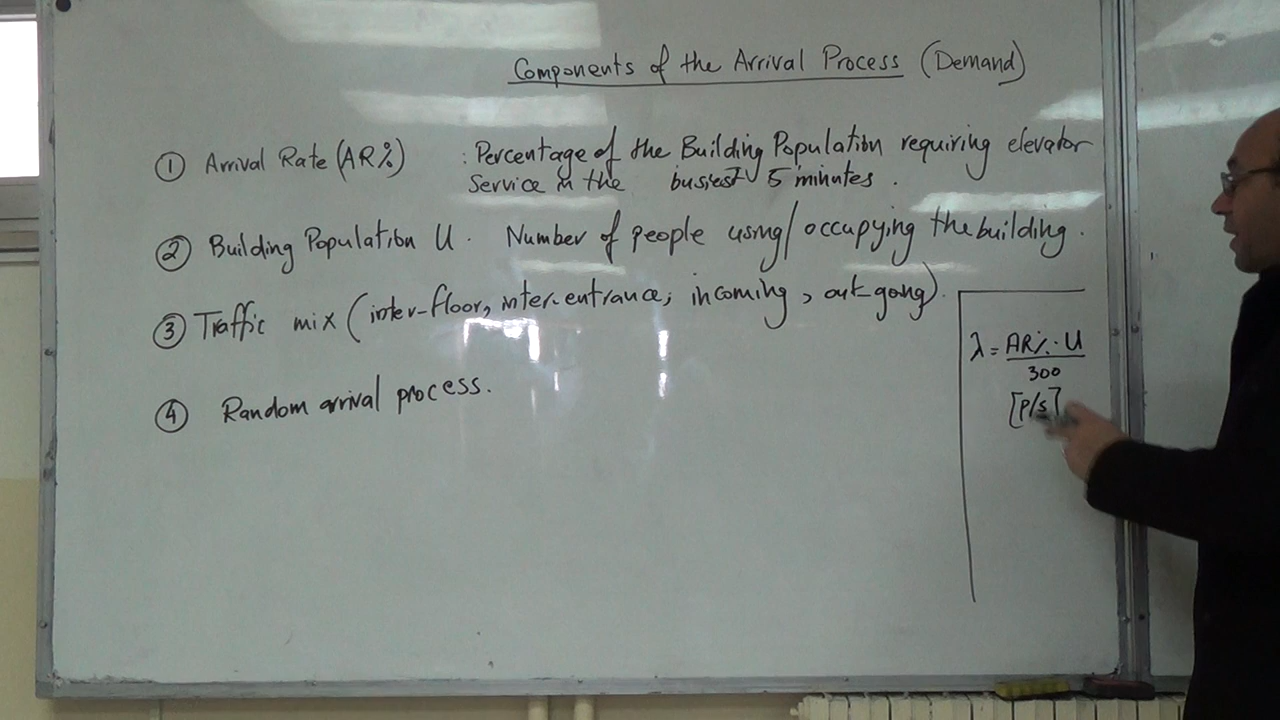 Components of the Arrival Process (Demand)
① Arrival Rate (AR%) : Percentage of the Building Population requiring elevator
Service in the busiest 5 minutes .
② Building Population U . Number of people using/occupying the building .
③ Traffic mix (inter-floor, inter-entrance, incoming, out-going).
④ Random arrival process.
λ = AR% · U
300
[p/s]